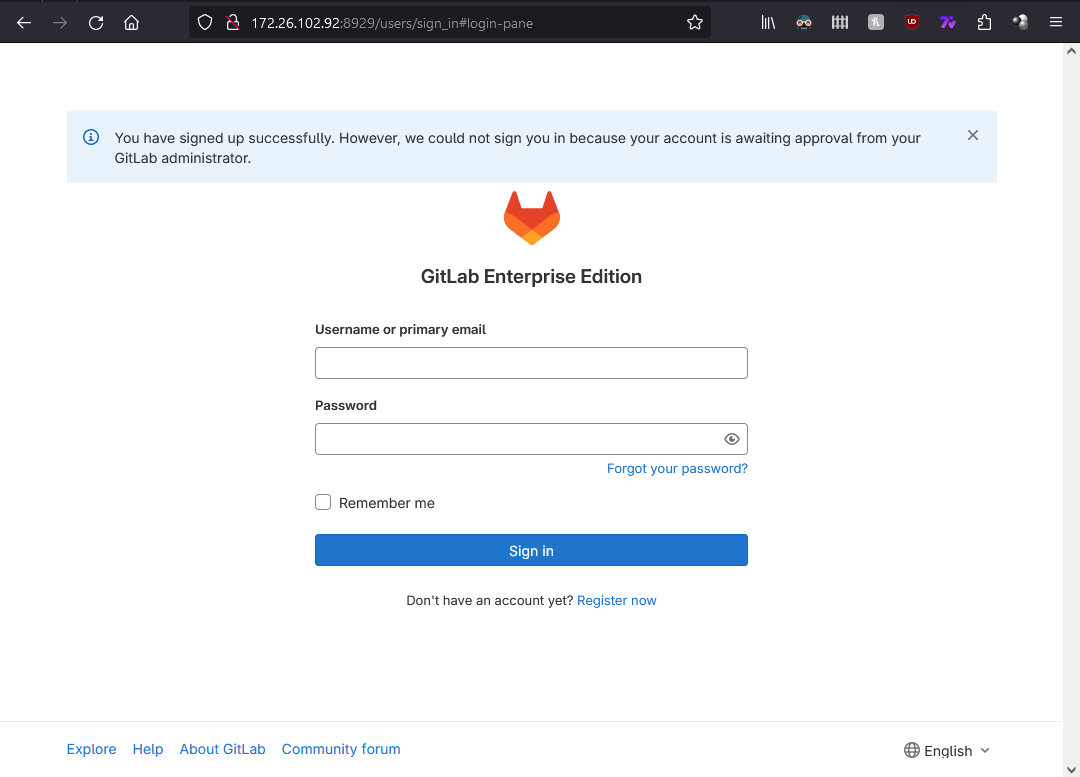 172.26.102.92:8929/users/sign_in#login-pane
You have signed up successfully. However, we could not sign you in because your account is awaiting approval from your
GitLab administrator.
GitLab Enterprise Edition
Username or primary email
Password
Forgot your password?
Remember me
Sign in
Don't have an account yet? Register now
Explore Help About GitLab Community forum English